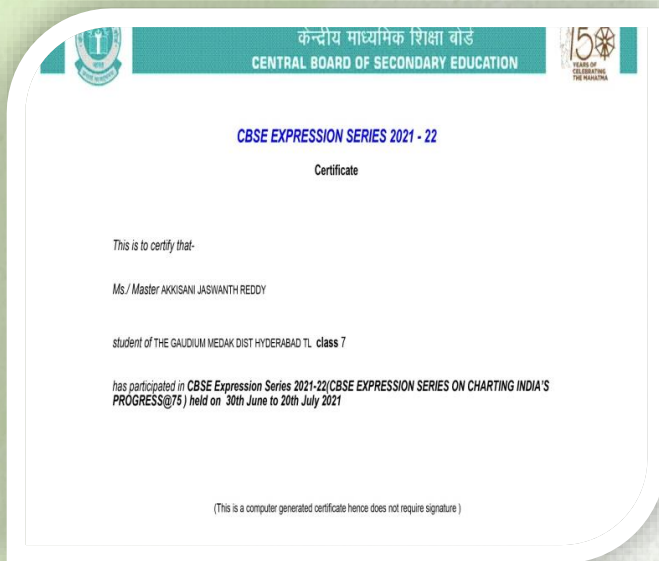 केन्द्रीय माध्यमिक शिक्षा बोर्ड
CENTRAL BOARD OF SECONDARY EDUCATION
150
YEARS OF
CELEBRATING
THE MAHATMA
CBSE EXPRESSION SERIES 2021 - 22
Certificate
This is to certify that-
Ms./ Master AKKISANI JASWANTH REDDY
student of THE GAUDIUM MEDAK DIST HYDERABAD TL class 7
has participated in CBSE Expression Series 2021-22(CBSE EXPRESSION SERIES ON CHARTING INDIA'S
PROGRESS@75 ) held on 30th June to 20th July 2021
(This is a computer generated certificate hence does not require signature )